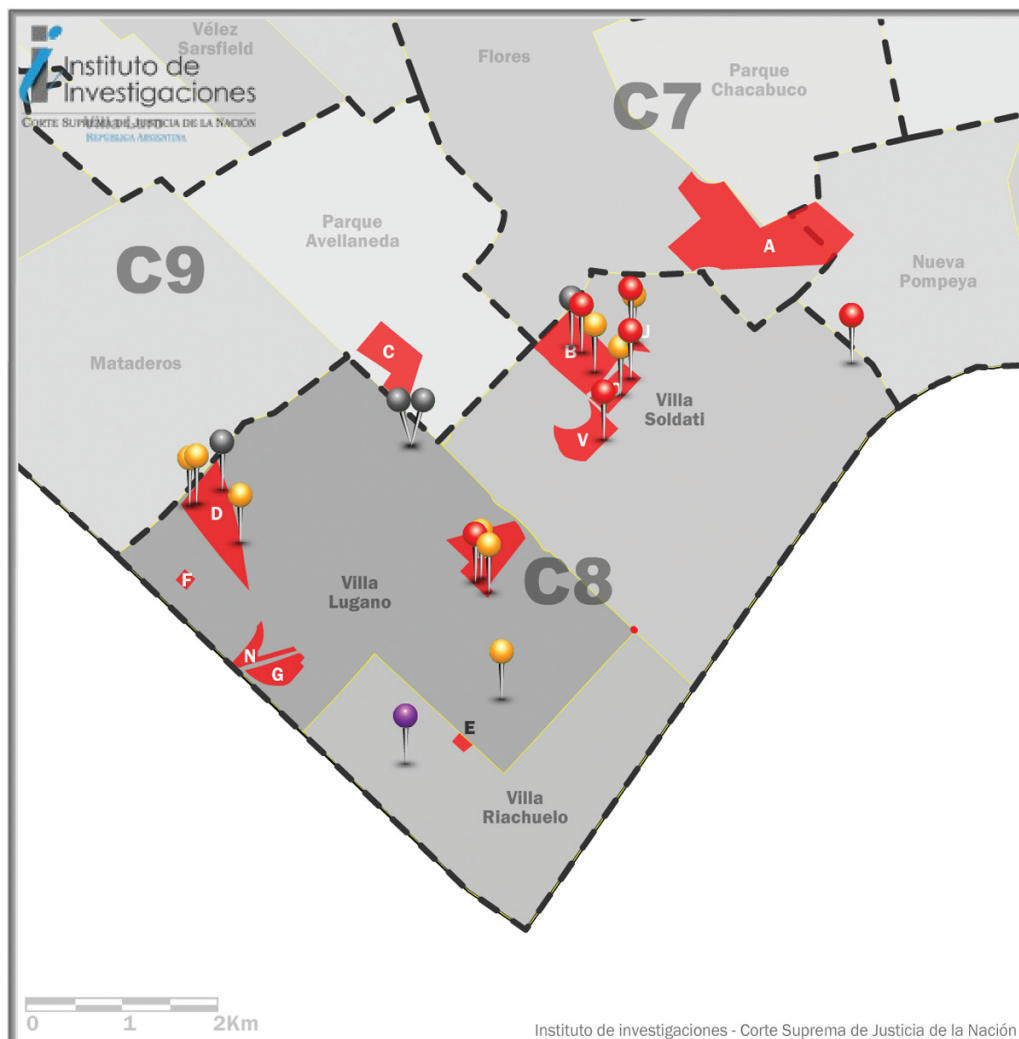 Vélez
Sarsfield
Instituto de
Investigaciones
CORTE SUPREMA DE JUSTICIA DE LA NACIÓN
REPÚBLICA ARGENTINA
Flores
Parque
Chacabuco
C7
Parque
Avellaneda
A
C9
Nueva
Pompeya
Mataderos
C
B
J
Villa
Soldati
V
D
F
Villa
Lugano
C8
N
G
E
Villa
Riachuelo
0 1 2Km
Instituto de investigaciones - Corte Suprema de Justicia de la Nación